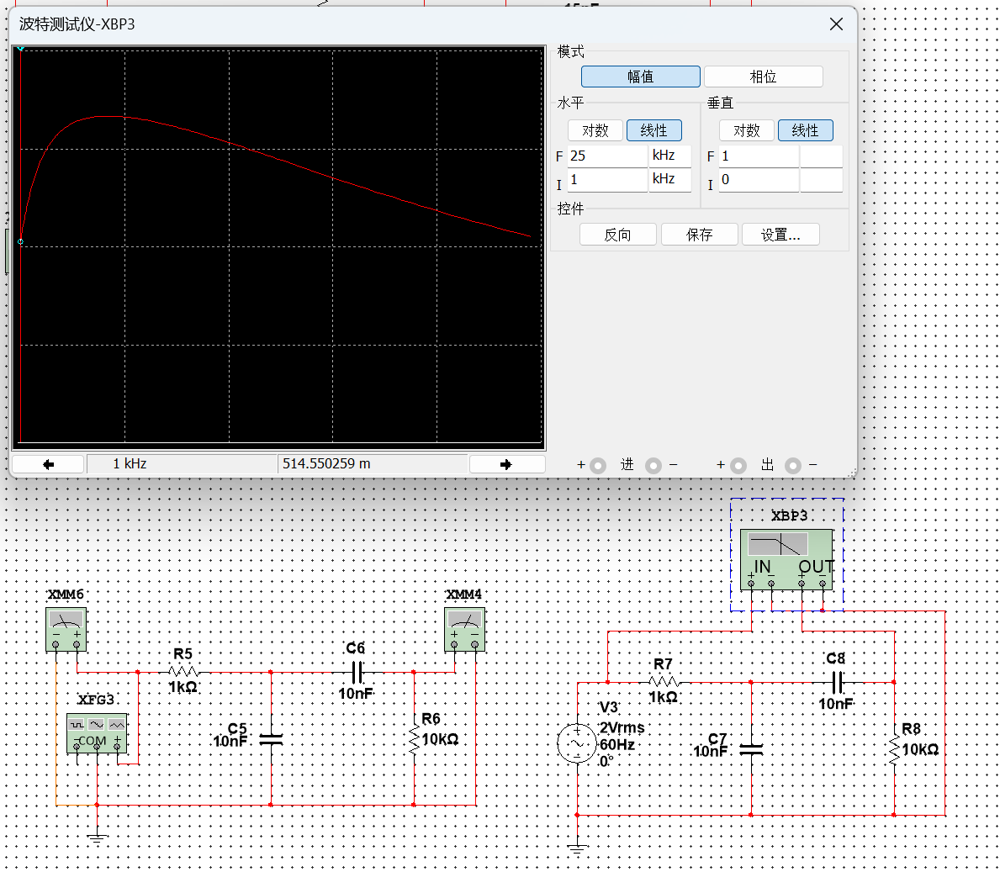 波特测试仪-XBP3
模式
幅值 相位
水平 垂直
对数 线性 对数 线性
F 25 kHz F 1
I 1 kHz I 0
控件
反向 保存 设置...
1 kHz 514.550259 m
+ 进 − + 出 −
XBP3
IN OUT
+ − + −
XMM6
− +
XMM4
+ −
R5
1kΩ
C6
10nF
XFG3
− COM +
C5
10nF
R6
10kΩ
R7
1kΩ
C8
10nF
V3
2Vrms
60Hz
0°
+
−
C7
10nF
R8
10kΩ